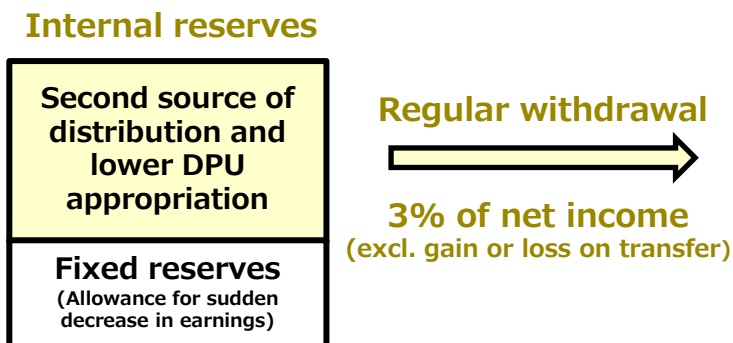 Internal reserves
Second source of
distribution and
lower DPU
appropriation
Fixed reserves
(Allowance for sudden
decrease in earnings)
Regular withdrawal
3% of net income
(excl. gain or loss on transfer)